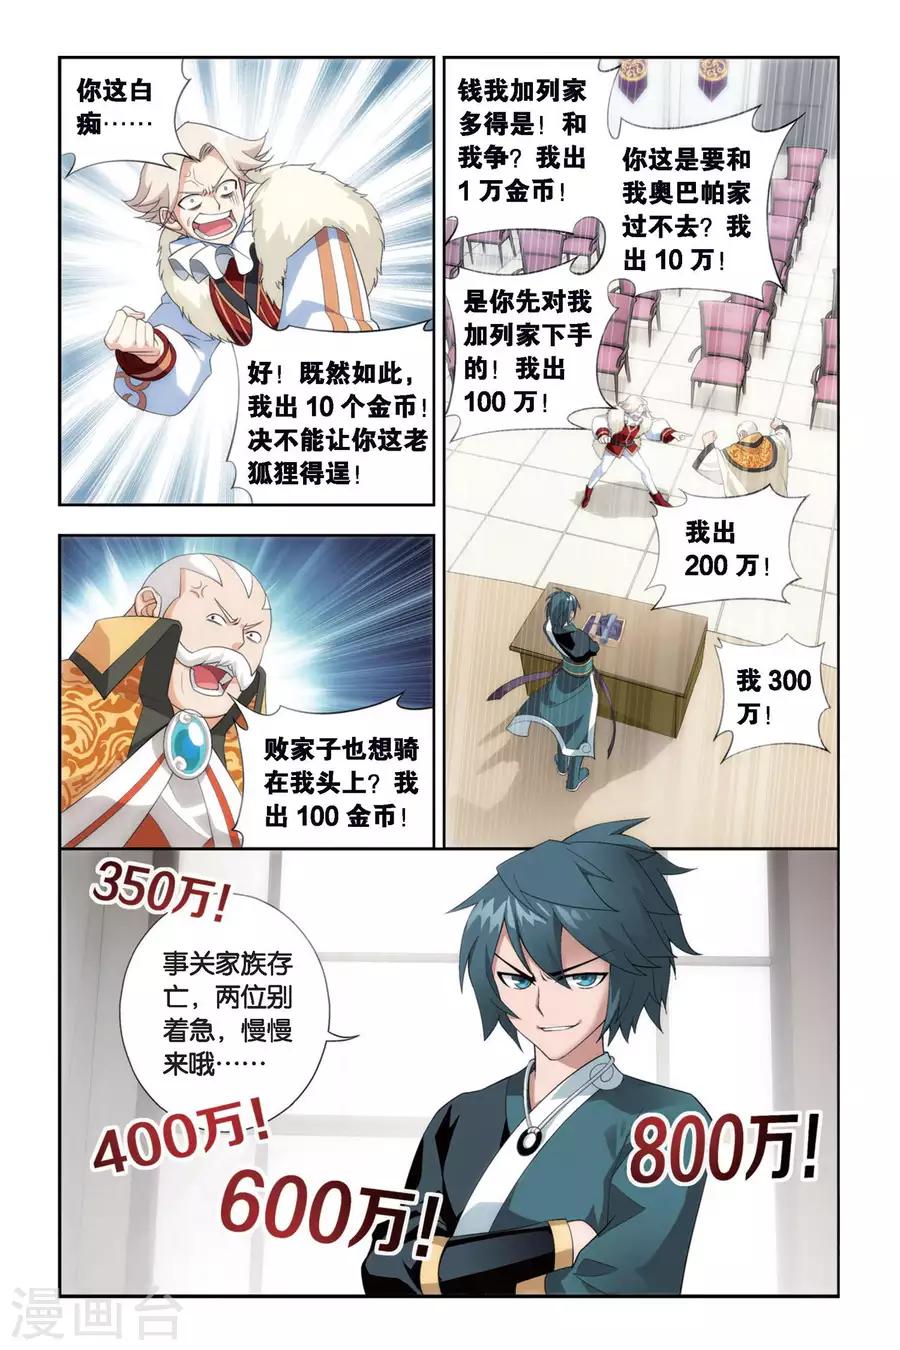 你这白
痴……
好！既然如此，
我出10个金币！
决不能让你这老
狐狸得逞！
败家子也想骑
在我头上？我
出100金币！
钱我加列家
多得是！和
我争？我出
1万金币！
你这是要和
我奥巴帕家
过不去？我
出10万！
是你先对我
加列家下手
的！我出
100万！
我出
200万！
我300
万！
350万！
事关家族存
亡，两位别
着急，慢慢
来哦……
400万！
600万！
800万！
漫画台